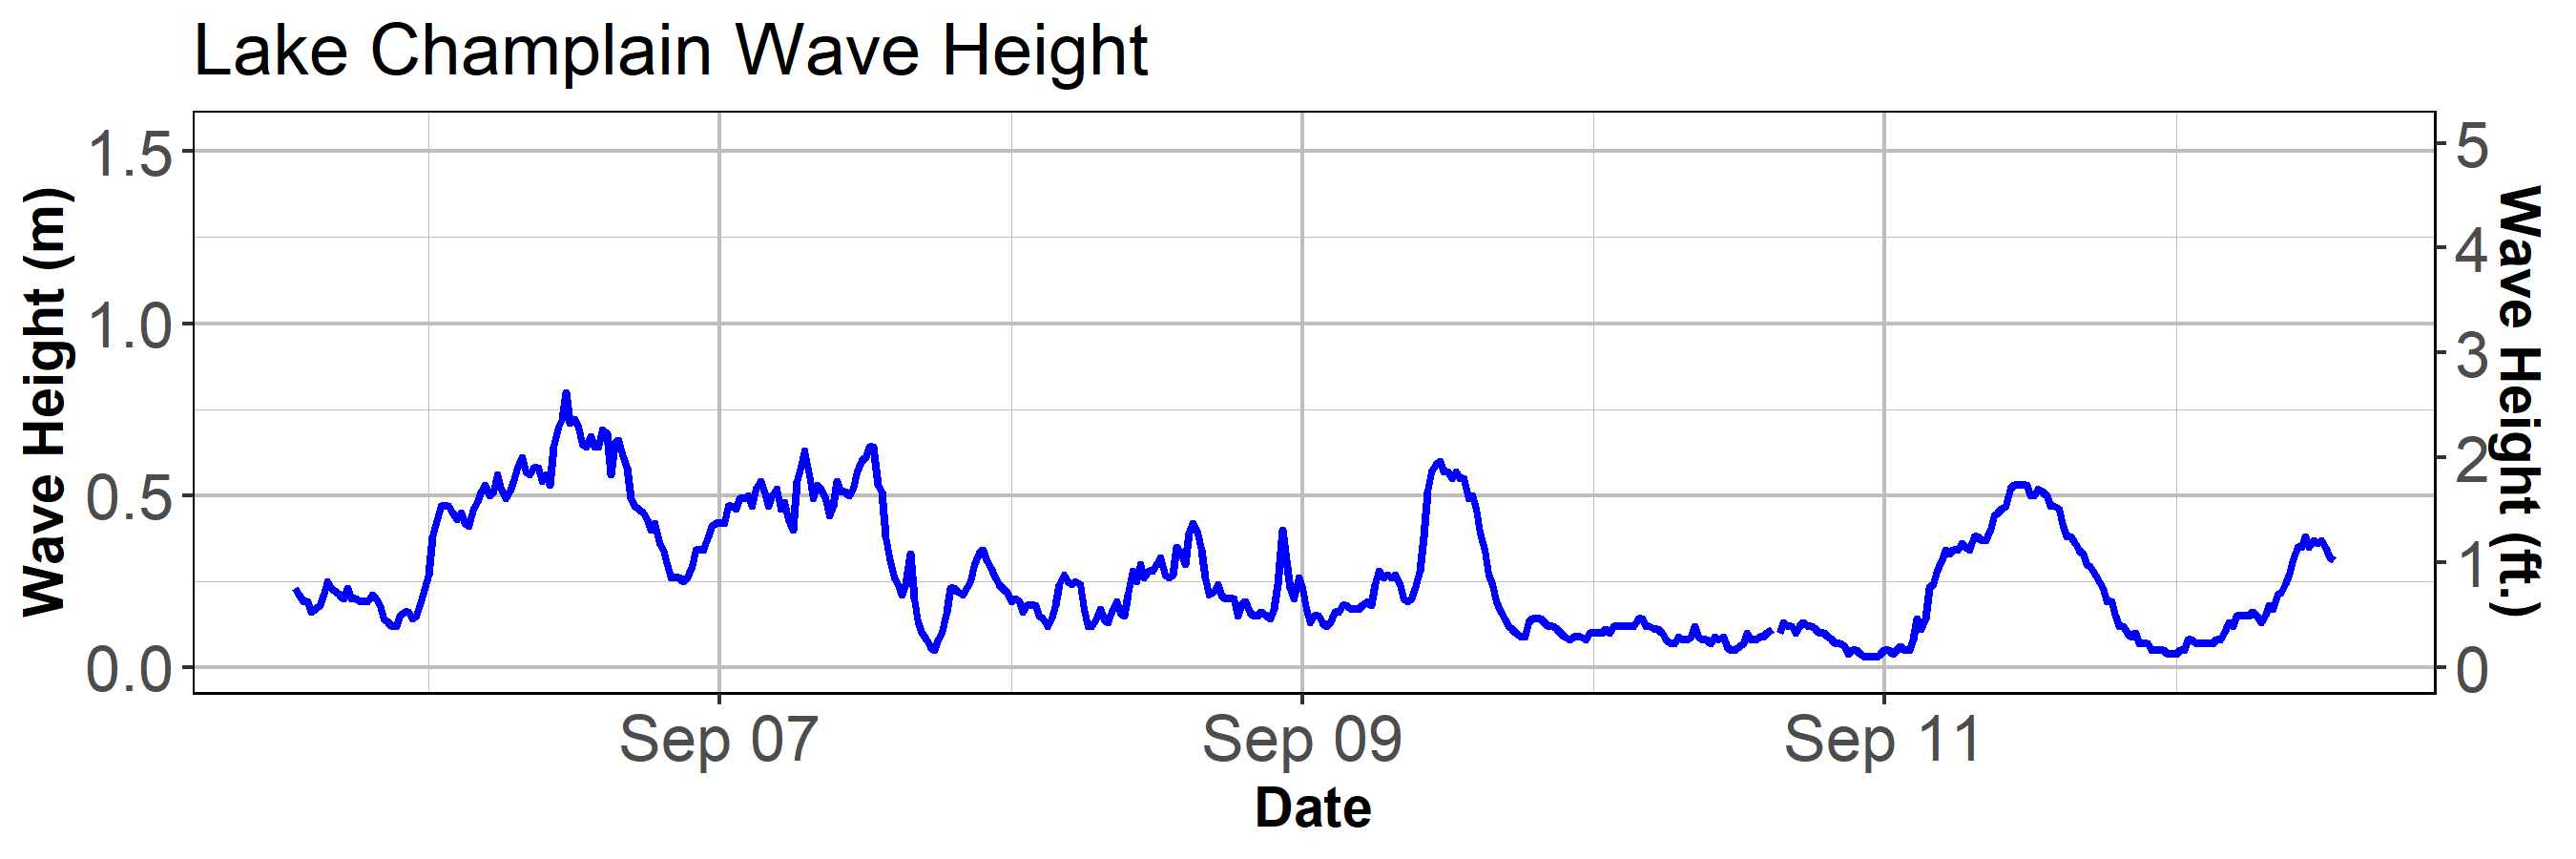 Lake Champlain Wave Height
Wave Height (m)
1.5
1.0
0.5
0.0
5
4
3
2
1
0
Wave Height (ft.)
Sep 07
Sep 09
Sep 11
Date